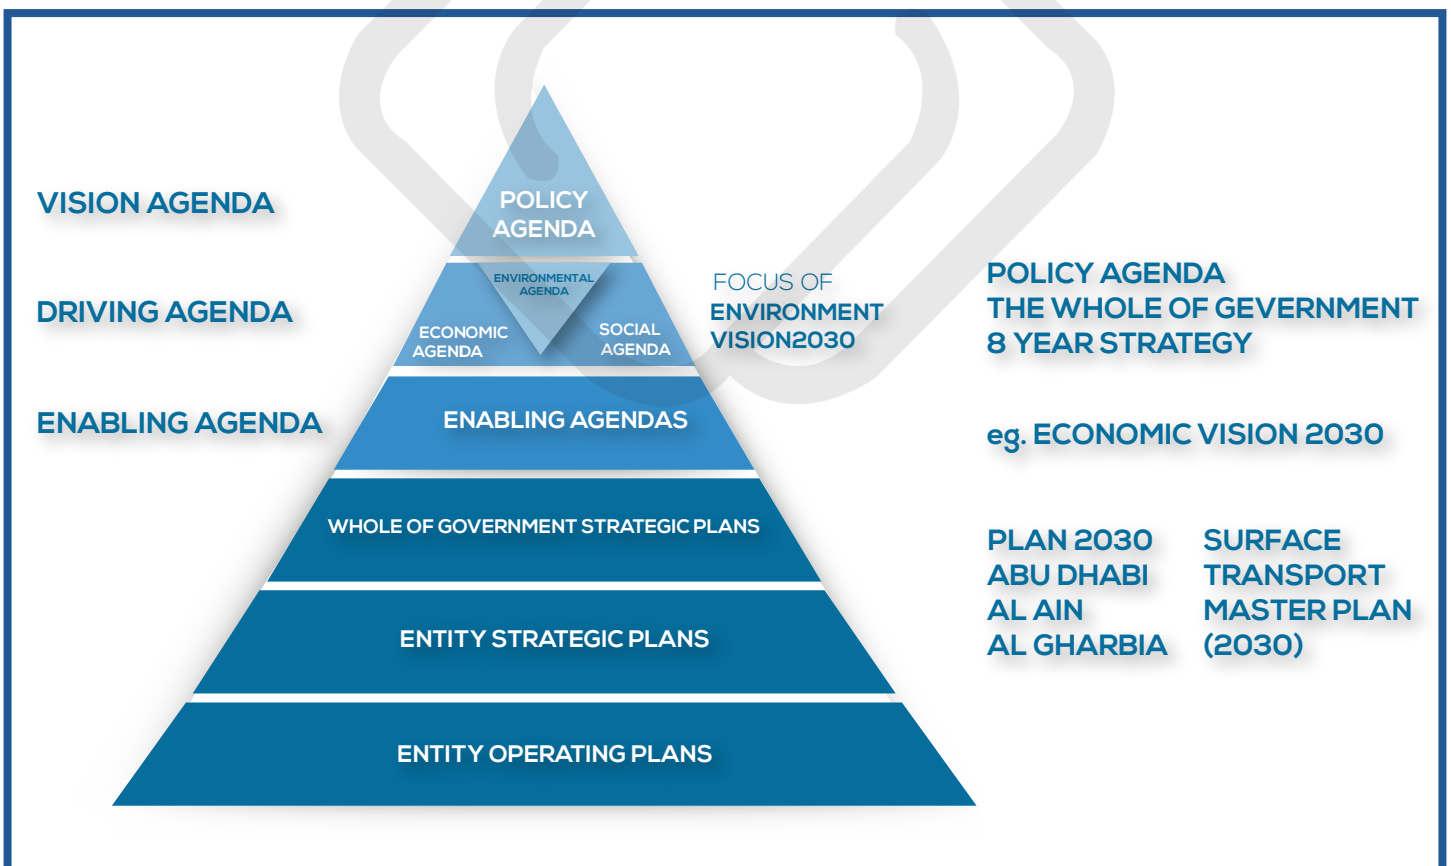 VISION AGENDA
DRIVING AGENDA
ENABLING AGENDA
POLICY
AGENDA
ENVIRONMENTAL
AGENDA
ECONOMIC
AGENDA
SOCIAL
AGENDA
ENABLING AGENDAS
WHOLE OF GOVERNMENT STRATEGIC PLANS
ENTITY STRATEGIC PLANS
ENTITY OPERATING PLANS
FOCUS OF
ENVIRONMENT
VISION2030
POLICY AGENDA
THE WHOLE OF GEVERNMENT
8 YEAR STRATEGY
eg. ECONOMIC VISION 2030
PLAN 2030
ABU DHABI
AL AIN
AL GHARBIA
SURFACE
TRANSPORT
MASTER PLAN
(2030)